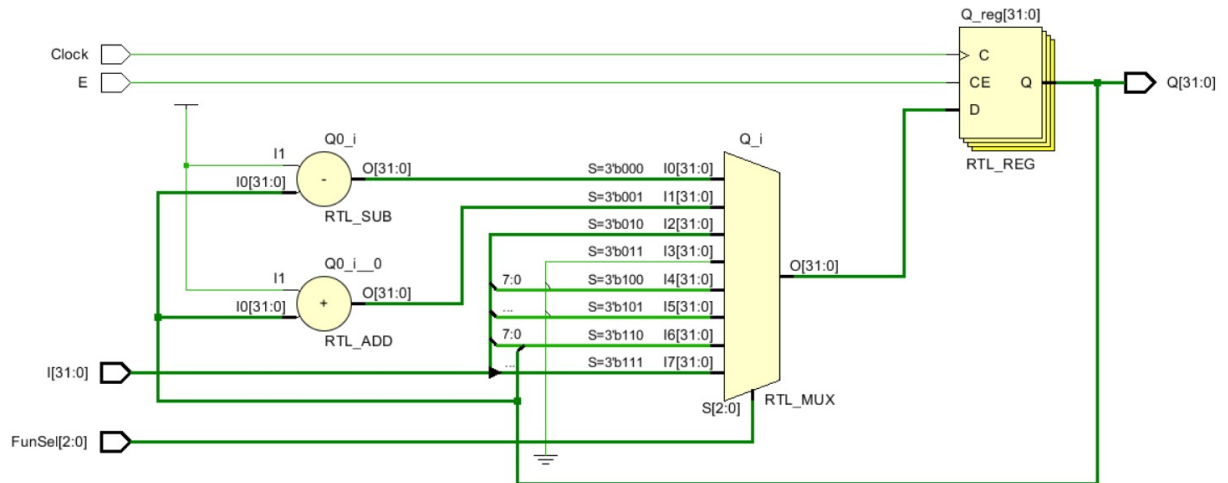 Q_reg[31:0]
Clock
C
E
CE
Q
Q[31:0]
D
Q0_i
Q_i
RTL_REG
I1
O[31:0]
S=3'b000
I0[31:0]
-
I0[31:0]
S=3'b001
I1[31:0]
RTL_SUB
S=3'b010
I2[31:0]
S=3'b011
I3[31:0]
Q0_i__0
O[31:0]
I1
7:0
S=3'b100
I4[31:0]
O[31:0]
I0[31:0]
+
...
S=3'b101
I5[31:0]
RTL_ADD
7:0
S=3'b110
I6[31:0]
I[31:0]
...
S=3'b111
I7[31:0]
S[2:0]
RTL_MUX
FunSel[2:0]